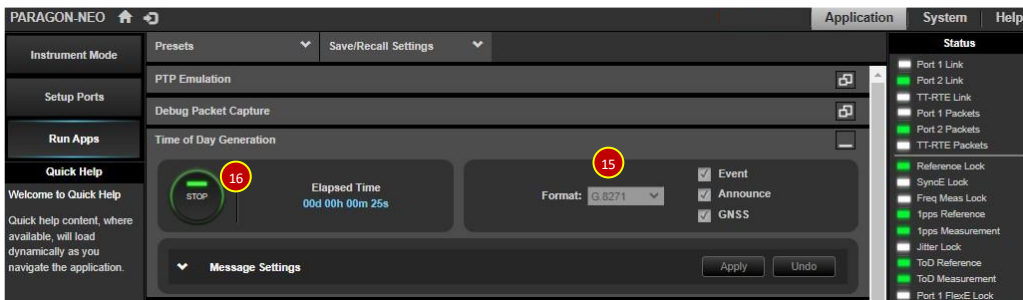 PARAGON-NEO
Application System Help
Instrument Mode
Setup Ports
Run Apps
Quick Help
Welcome to Quick Help
Quick help content, where
available, will load
dynamically as you
navigate the application.
Presets Save/Recall Settings
PTP Emulation
Debug Packet Capture
Time of Day Generation
STOP
16
Elapsed Time
00d 00h 00m 25s
15
Format: G.8271
Event
Announce
GNSS
Message Settings Apply Undo
Status
Port 1 Link
Port 2 Link
TT-RTE Link
Port 1 Packets
Port 2 Packets
TT-RTE Packets
Reference Lock
SyncE Lock
Freq Meas Lock
1pps Reference
1pps Measurement
Jitter Lock
ToD Reference
ToD Measurement
Port 1 FlexE Lock